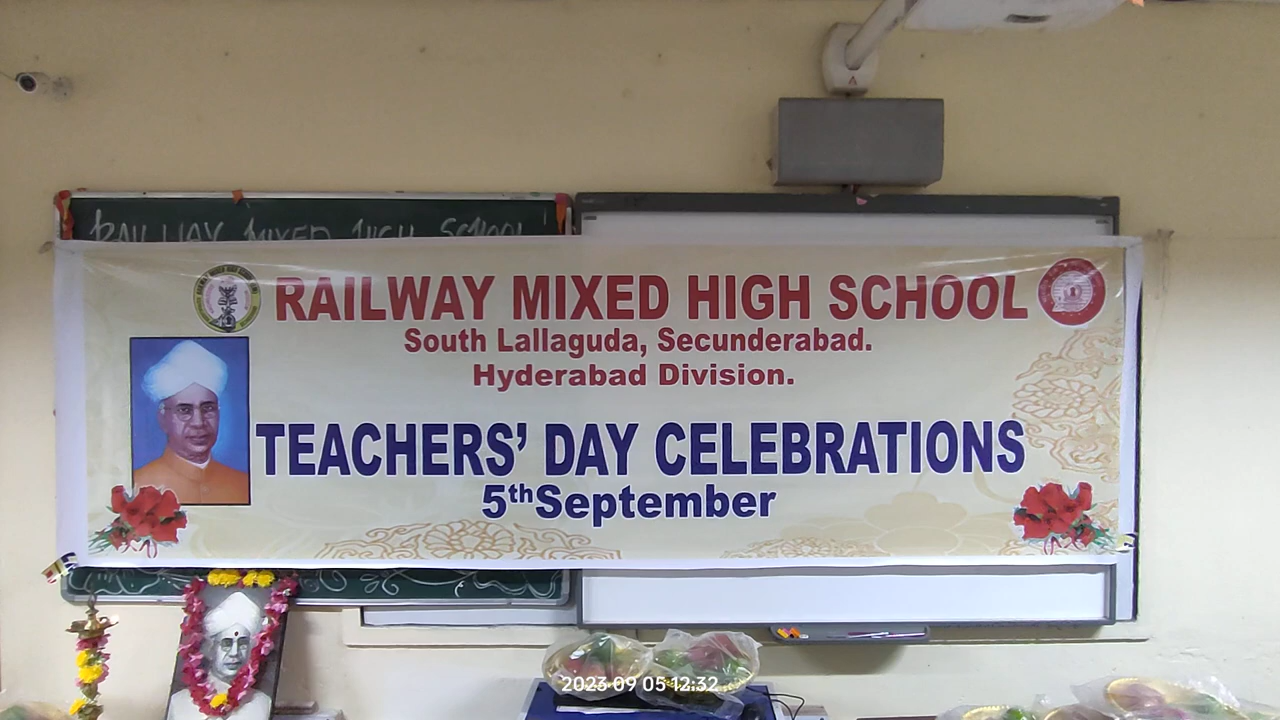 RAILWAY MIXED HIGH SCHOOL
RAILWAY MIXED HIGH SCHOOL
South Lallaguda, Secunderabad.
Hyderabad Division.
TEACHERS' DAY CELEBRATIONS
5thSeptember
2023 09 05 12:32